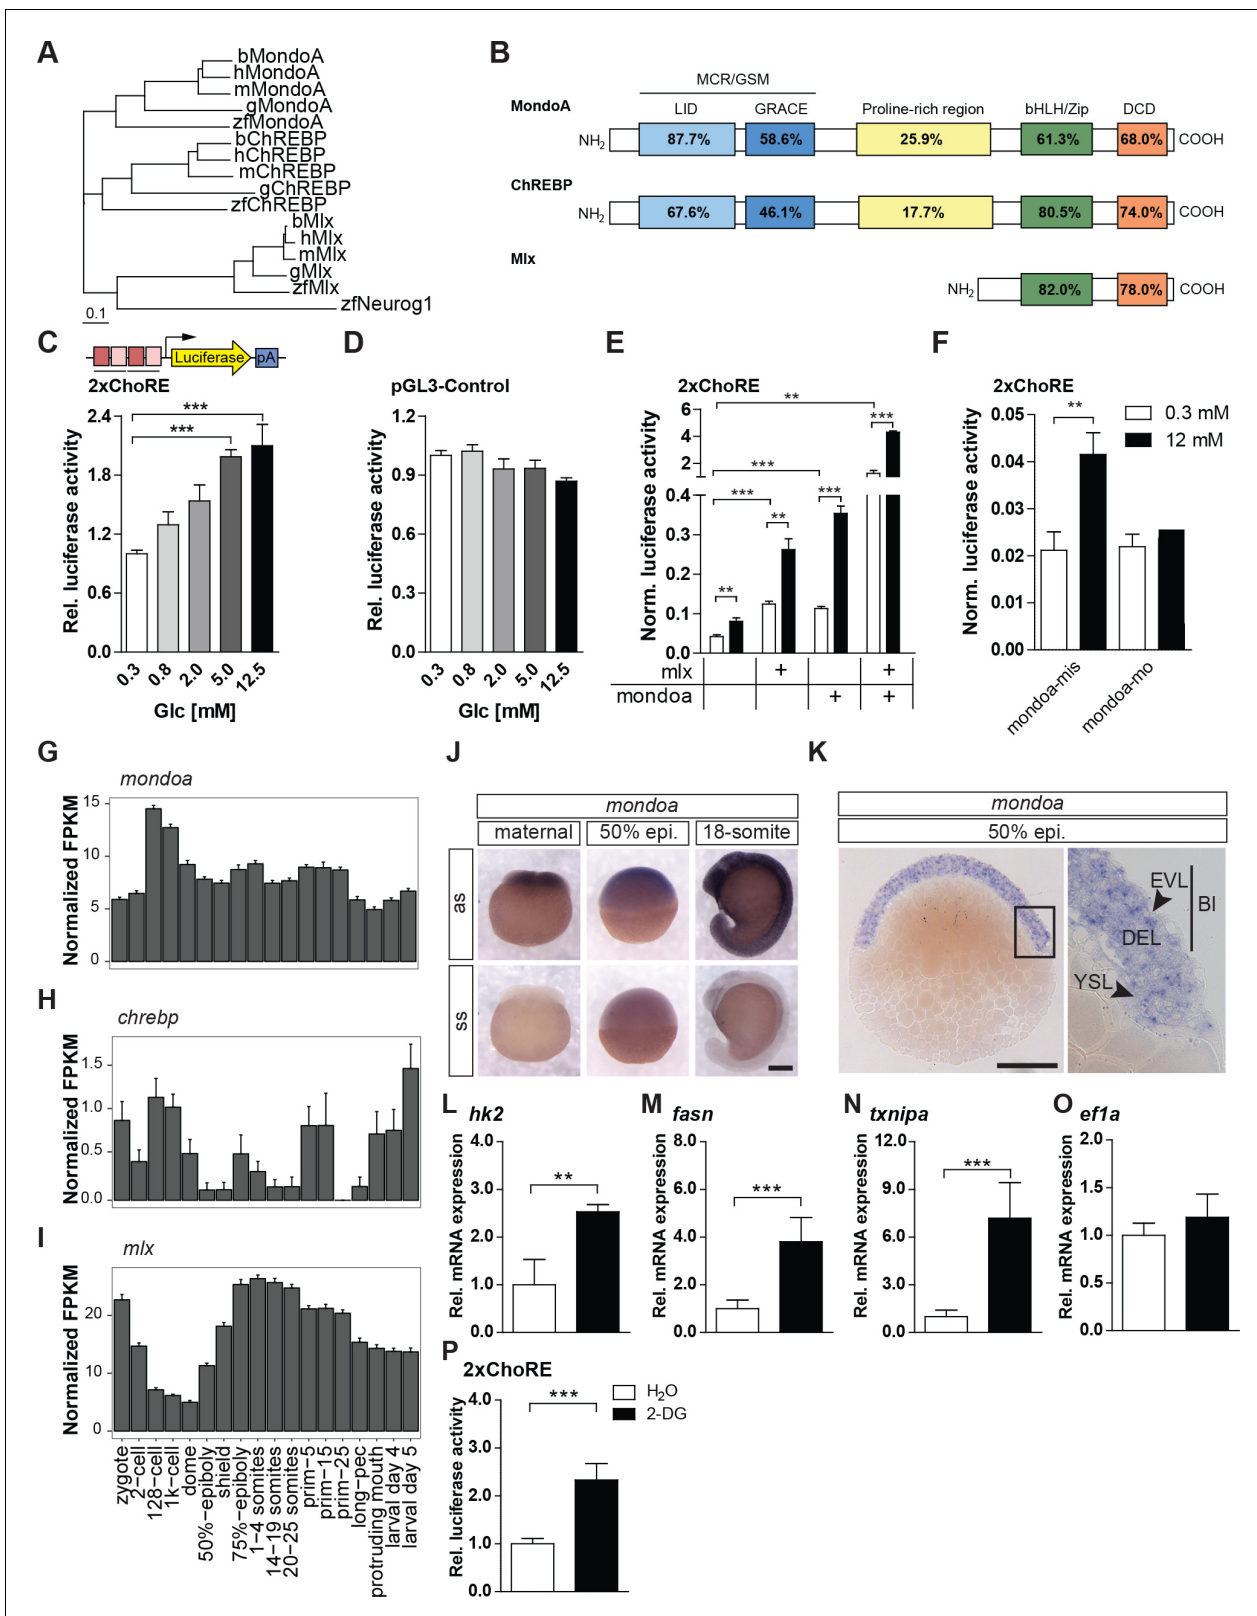 A
bMondoA
hMondoA
mMondoA
gMondoA
zfMondoA
bChREBP
hChREBP
mChREBP
gChREBP
zfChREBP
bMlx
hMlx
mMlx
gMlx
zfMlx
zfNeurog1
0.1
B
MCR/GSM
MondoA
LID GRACE Proline-rich region bHLH/Zip DCD
NH2 87.7% 58.6% 25.9% 61.3% 68.0% COOH
ChREBP
NH2 67.6% 46.1% 17.7% 80.5% 74.0% COOH
Mlx
NH2 82.0% 78.0% COOH
C
Luciferase pA
2xChoRE
Rel. luciferase activity
2.4
1.8
1.2
0.6
0.0
***
***
0.3 0.8 2.0 5.0 12.5
Glc [mM]
D
pGL3-Control
Rel. luciferase activity
1.2
0.9
0.6
0.3
0.0
0.3 0.8 2.0 5.0 12.5
Glc [mM]
E
2xChoRE
Norm. luciferase activity
6
4
2
0.4
0.3
0.2
0.1
0.0
**
***
***
***
***
**
**
mlx + +
mondoa + +
F
2xChoRE
Norm. luciferase activity
0.05
0.04
0.03
0.02
0.01
0.00
**
0.3 mM
12 mM
mondoa-mis
mondoa-mo
G
mondoa
Normalized FPKM
15
10
5
0
H
chrebp
Normalized FPKM
1.5
1.0
0.5
0.0
I
mlx
Normalized FPKM
20
10
0
zygote
2-cell
128-cell
1k-cell
dome
50%-epiboly
shield
75%-epiboly
1-4 somites
14-19 somites
20-25 somites
prim-5
prim-15
prim-25
long-pec
protruding mouth
larval day 4
larval day 5
J
mondoa
maternal 50% epi. 18-somite
as
ss
K
mondoa
50% epi.
EVL
Bl
DEL
YSL
L
hk2
Rel. mRNA expression
4.0
3.0
2.0
1.0
0.0
**
M
fasn
Rel. mRNA expression
8.0
6.0
4.0
2.0
0.0
***
N
txnipa
Rel. mRNA expression
12.0
9.0
6.0
3.0
0.0
***
O
ef1a
Rel. mRNA expression
2.0
1.5
1.0
0.5
0.0
P
2xChoRE
Rel. luciferase activity
4.0
3.0
2.0
1.0
0.0
***
H2O
2-DG